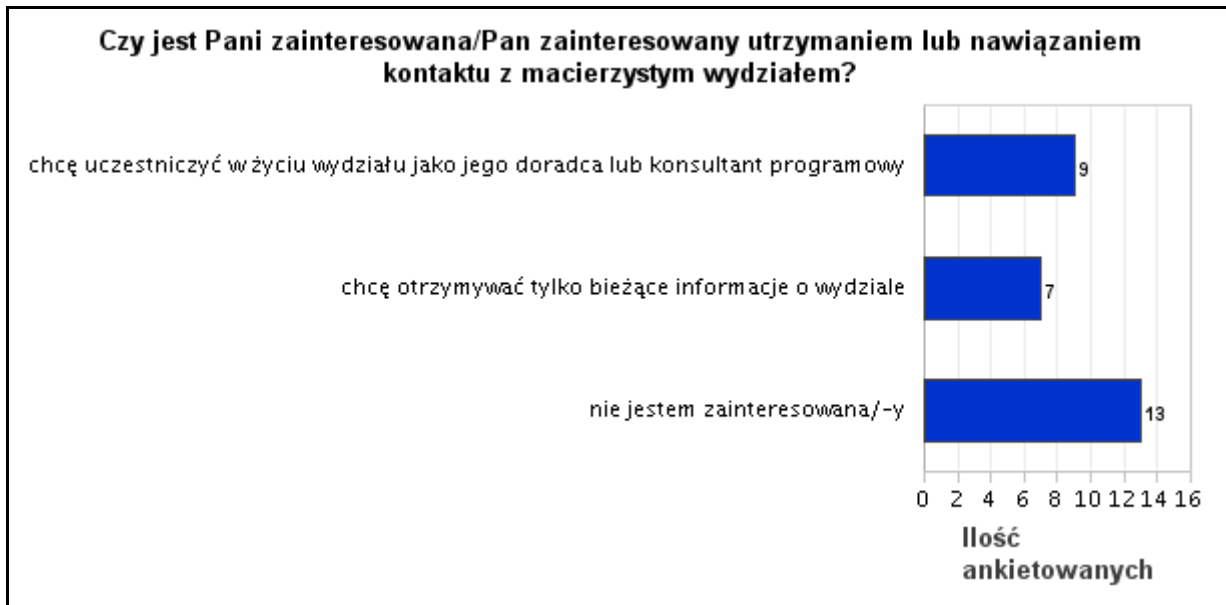 Czy jest Pani zainteresowana/Pan zainteresowany utrzymaniem lub nawiązaniem
kontaktu z macierzystym wydziałem?
chcę uczestniczyć w życiu wydziału jako jego doradca lub konsultant programowy
9
chcę otrzymywać tylko bieżące informacje o wydziale
7
nie jestem zainteresowana/-y
13
0 2 4 6 8 10 12 14 16
Ilość
ankietowanych